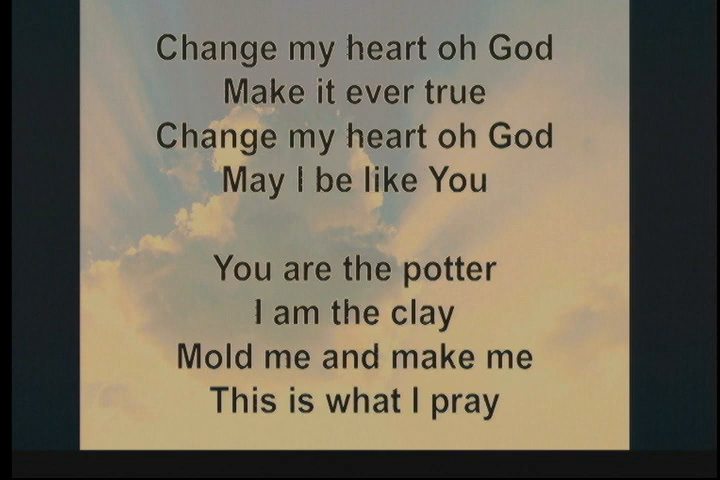 Change my heart oh God
Make it ever true
Change my heart oh God
May I be like You
You are the potter
I am the clay
Mold me and make me
This is what I pray